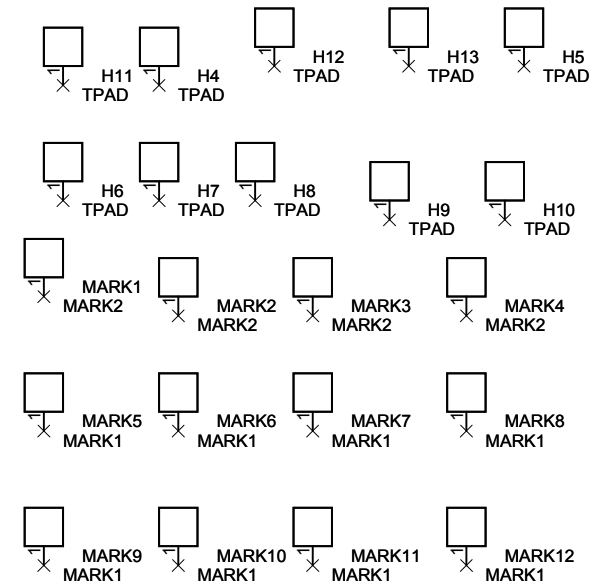 H12 H13 H5
TPAD TPAD TPAD
H11 H4
TPAD TPAD
H6 H7 H8
TPAD TPAD TPAD
H9 H10
TPAD TPAD
MARK1
MARK2
MARK2 MARK3 MARK4
MARK2 MARK2 MARK2
MARK5 MARK6 MARK7 MARK8
MARK1 MARK1 MARK1 MARK1
MARK9 MARK10 MARK11 MARK12
MARK1 MARK1 MARK1 MARK1